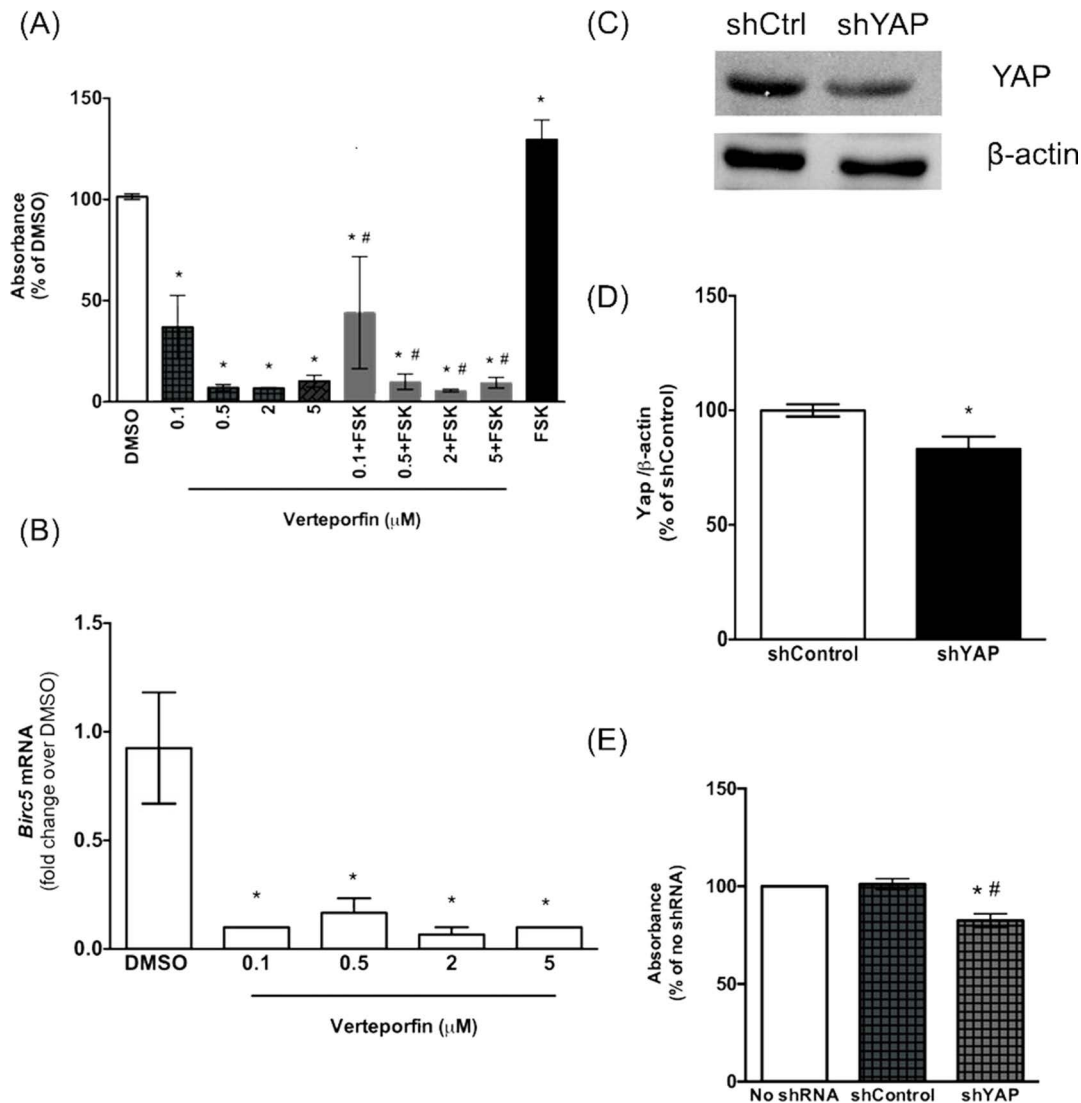 (A)
Absorbance
(% of DMSO)
150
100
50
0
*
*
*
*
*
* #
* #
* #
* #
*
DMSO
0.1
0.5
2
5
0.1+FSK
0.5+FSK
2+FSK
5+FSK
FSK
Verteporfin (μM)
(B)
Birc5 mRNA
(fold change over DMSO)
1.5
1.0
0.5
0.0
*
*
*
*
DMSO 0.1 0.5 2 5
Verteporfin (μM)
(C)
shCtrl shYAP
YAP
β-actin
(D)
Yap /β-actin
(% of shControl)
150
100
50
0
*
shControl shYAP
(E)
Absorbance
(% of no shRNA)
150
100
50
0
* #
No shRNA shControl shYAP